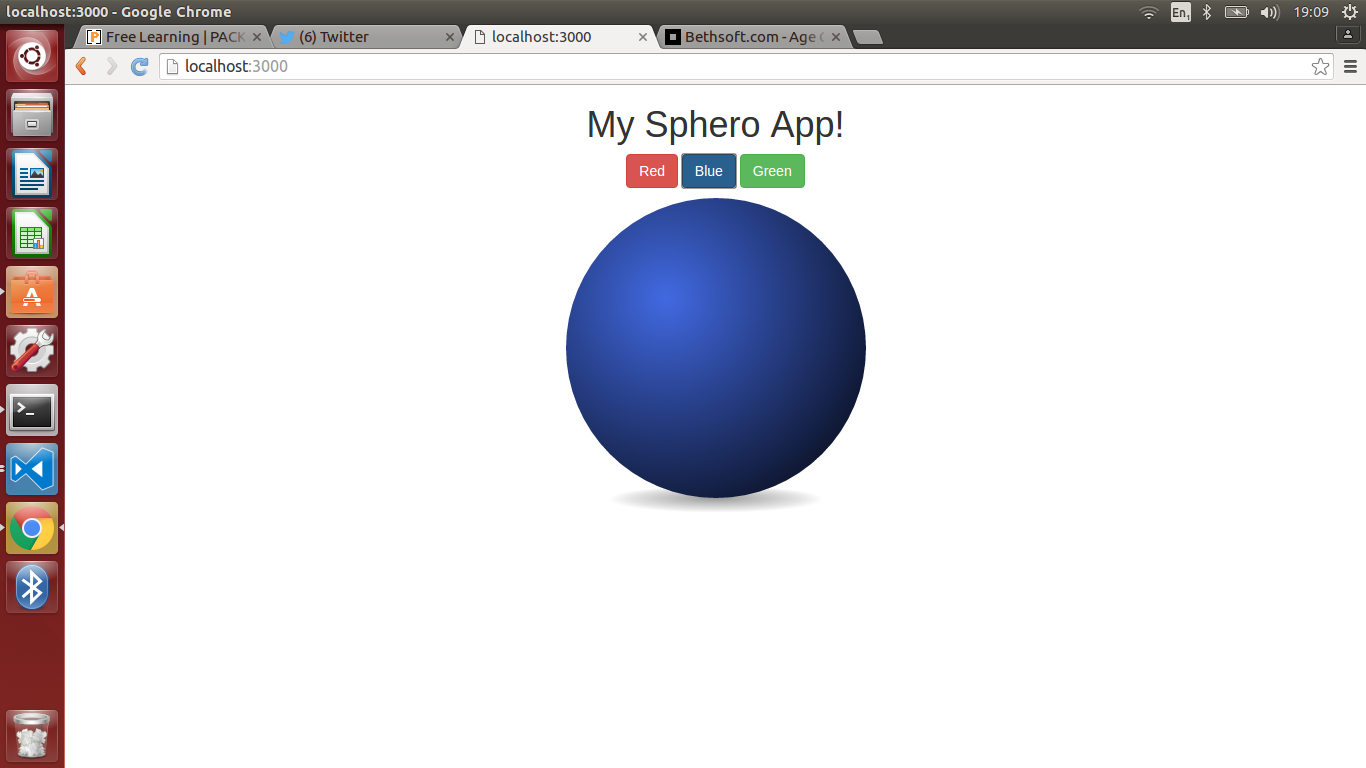 localhost:3000 - Google Chrome
En1 19:09
Free Learning | PACK
(6) Twitter
localhost:3000
Bethsoft.com - Age
localhost:3000
My Sphero App!
Red Blue Green